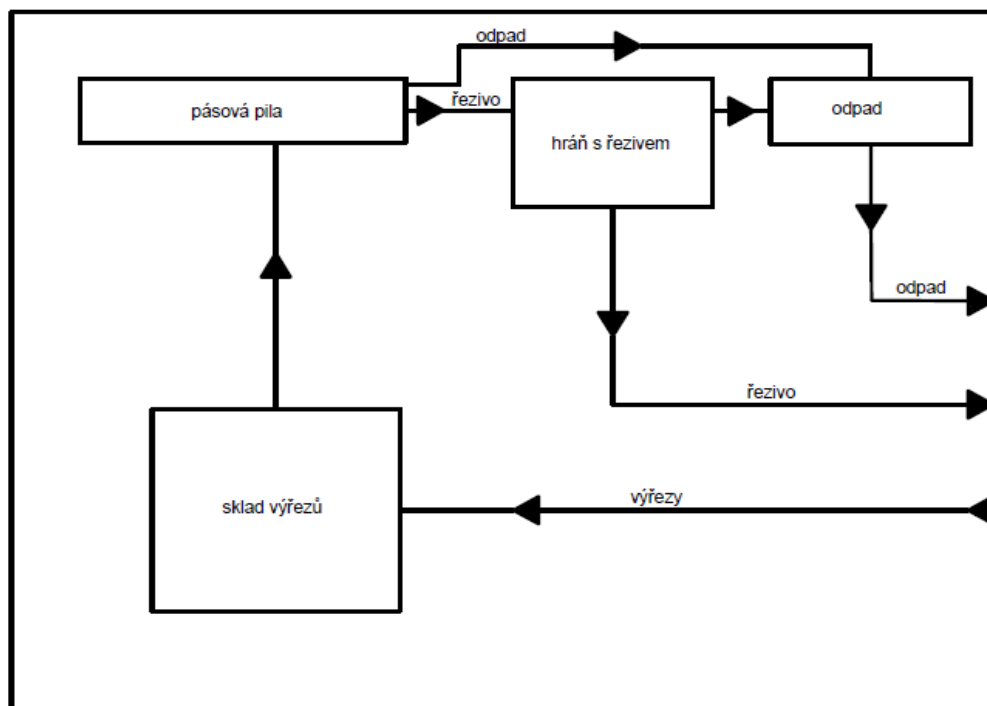 odpad
pásová pila
řezivo
hráň s řezivem
odpad
odpad
řezivo
sklad výřezů
výřezy